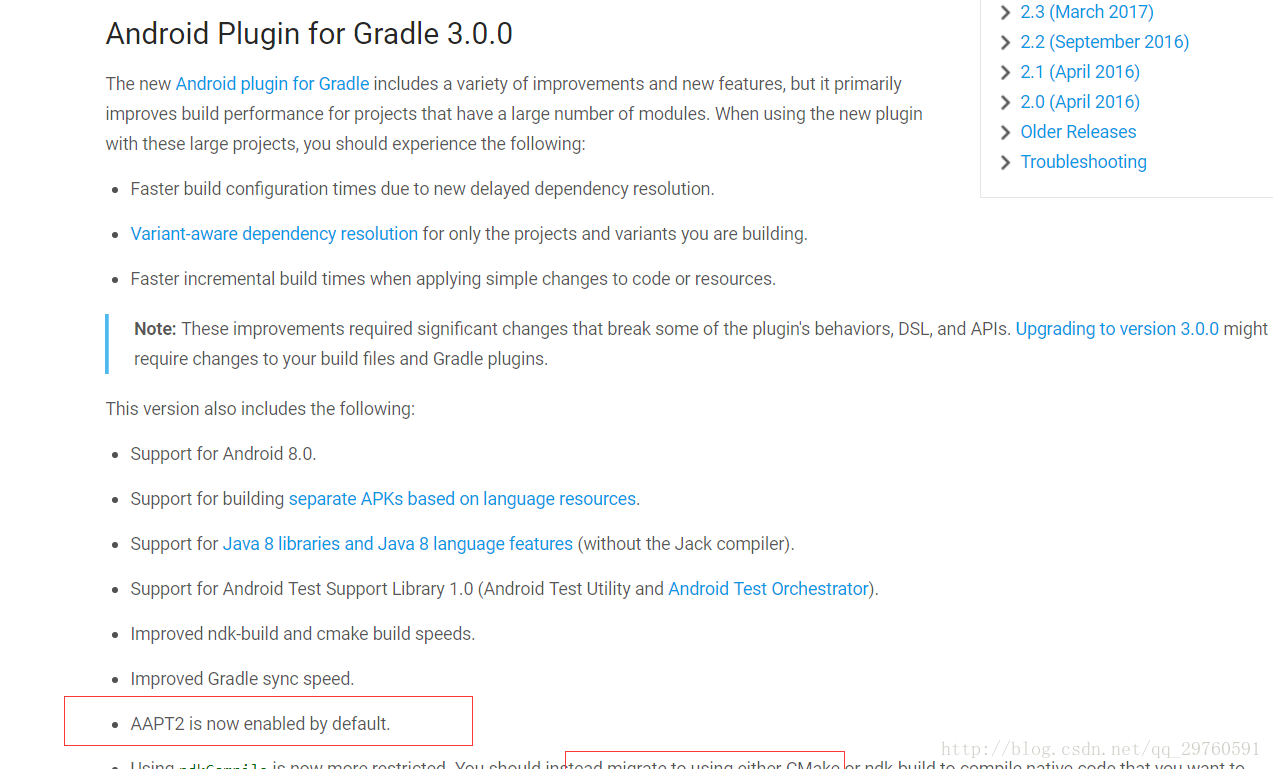 Android Plugin for Gradle 3.0.0
The new Android plugin for Gradle includes a variety of improvements and new features, but it primarily
improves build performance for projects that have a large number of modules. When using the new plugin
with these large projects, you should experience the following:
Faster build configuration times due to new delayed dependency resolution.
Variant-aware dependency resolution for only the projects and variants you are building.
Faster incremental build times when applying simple changes to code or resources.
Note: These improvements required significant changes that break some of the plugin's behaviors, DSL, and APIs. Upgrading to version 3.0.0 might
require changes to your build files and Gradle plugins.
This version also includes the following:
Support for Android 8.0.
Support for building separate APKs based on language resources.
Support for Java 8 libraries and Java 8 language features (without the Jack compiler).
Support for Android Test Support Library 1.0 (Android Test Utility and Android Test Orchestrator).
Improved ndk-build and cmake build speeds.
Improved Gradle sync speed.
AAPT2 is now enabled by default.
Using ndkCompile is now more restricted. You should instead migrate to using either CMake or ndk-build to compile native code that you want to
2.3 (March 2017)
2.2 (September 2016)
2.1 (April 2016)
2.0 (April 2016)
Older Releases
Troubleshooting
http://blog.csdn.net/qq_29760591